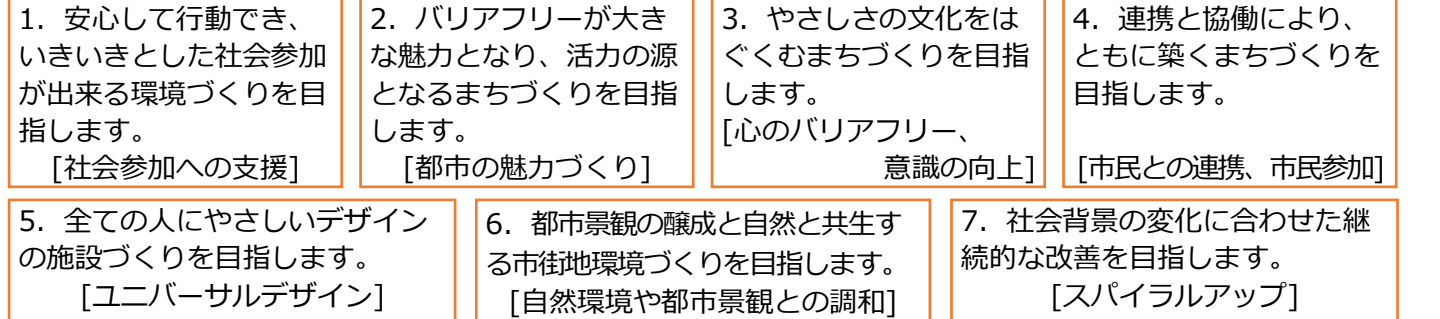 1．安心して行動でき、
いきいきとした社会参加
が出来る環境づくりを目
指します。
[社会参加への支援]
2．バリアフリーが大き
な魅力となり、活力の源
となるまちづくりを目指
します。
[都市の魅力づくり]
3．やさしさの文化をは
ぐくむまちづくりを目指
します。
[心のバリアフリー、
意識の向上]
4．連携と協働により、
ともに築くまちづくりを
目指します。
[市民との連携、市民参加]
5．全ての人にやさしいデザイン
の施設づくりを目指します。
[ユニバーサルデザイン]
6．都市景観の醸成と自然と共生す
る市街地環境づくりを目指します。
[自然環境や都市景観との調和]
7．社会背景の変化に合わせた継
続的な改善を目指します。
[スパイラルアップ]